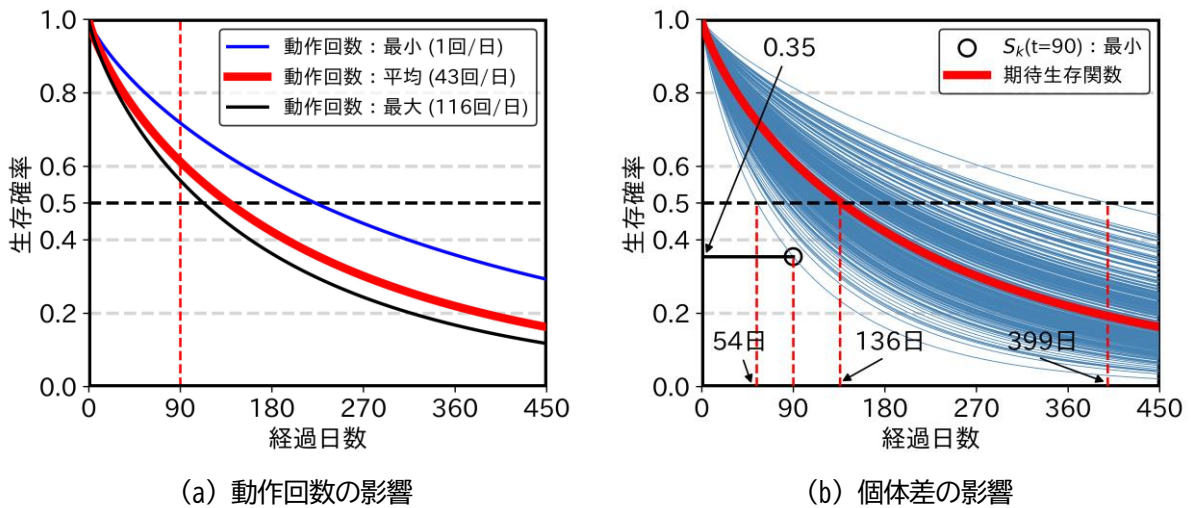 1.0
0.8
0.6
0.5
0.4
0.2
0.0
生存確率
動作回数：最小 (1回/日)
動作回数：平均 (43回/日)
動作回数：最大 (116回/日)
0 90 180 270 360 450
経過日数
(a) 動作回数の影響
1.0
0.8
0.6
0.5
0.4
0.2
0.0
生存確率
0.35
Sk(t=90)：最小
期待生存関数
54日 136日 399日
0 90 180 270 360 450
経過日数
(b) 個体差の影響